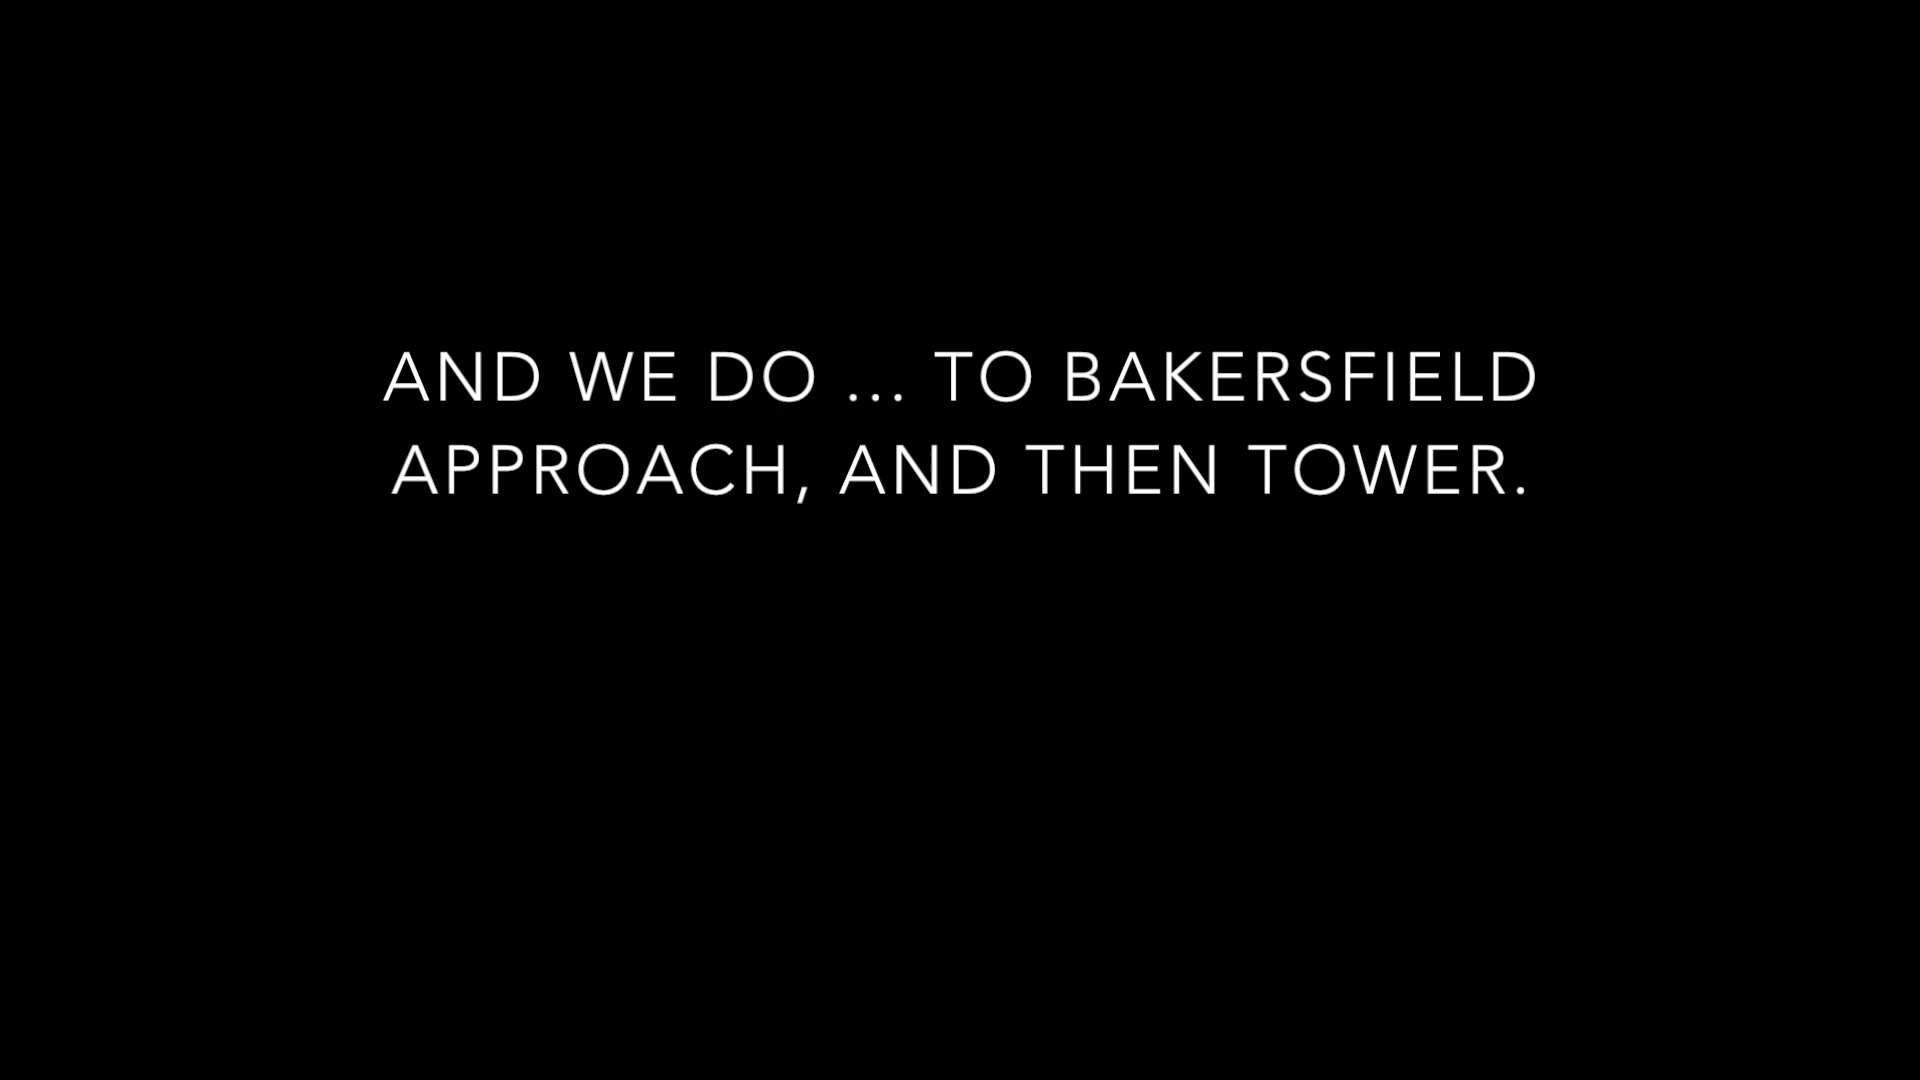 AND WE DO ... TO BAKERSFIELD
APPROACH, AND THEN TOWER.